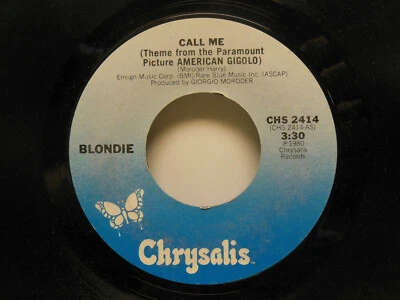 CALL ME
(Theme from the Paramount
Picture AMERICAN GIGOLO)
(Moroder-Harry)
Ensign Music Corp. (BMI)/Rare Blue Music Inc. (ASCAP)
Produced by GIORGIO MORODER
CHS 2414
(CHS 2414-AS)
3:30
℗ 1980
Chrysalis
Records
BLONDIE
Chrysalis